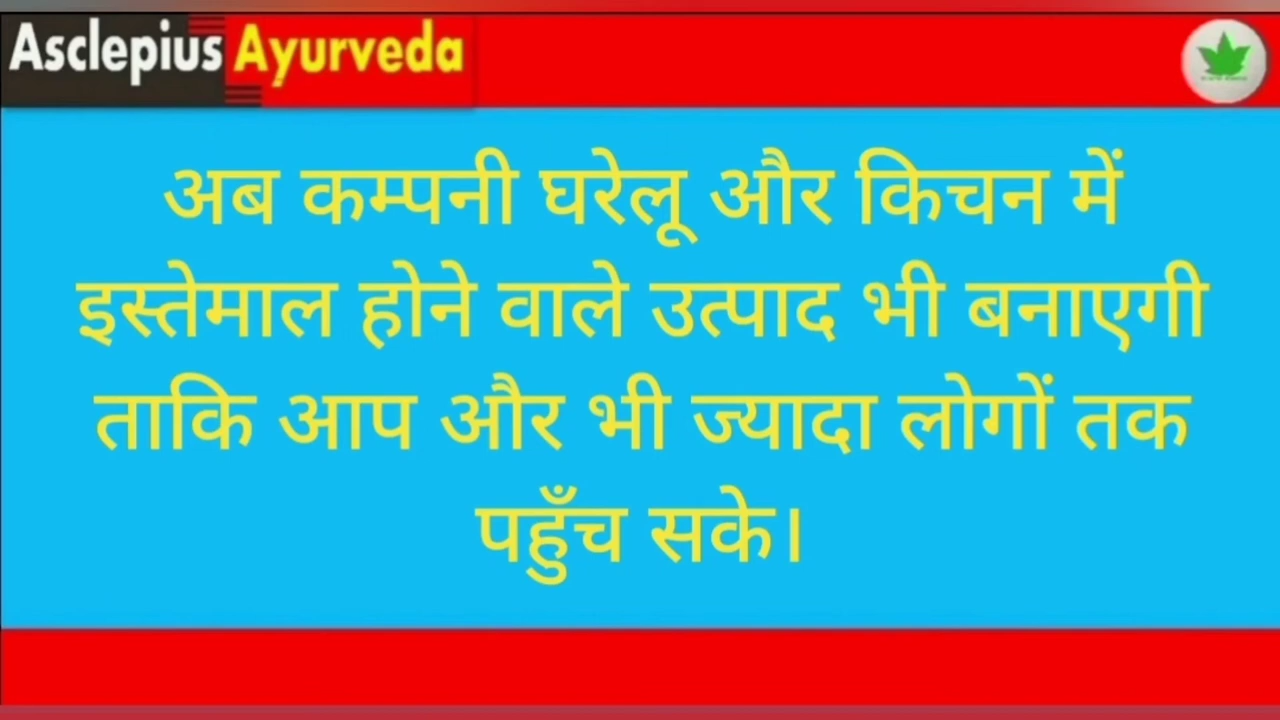 Asclepius Ayurveda
अब कम्पनी घरेलू और किचन में
इस्तेमाल होने वाले उत्पाद भी बनाएगी
ताकि आप और भी ज्यादा लोगों तक
पहुँच सके।